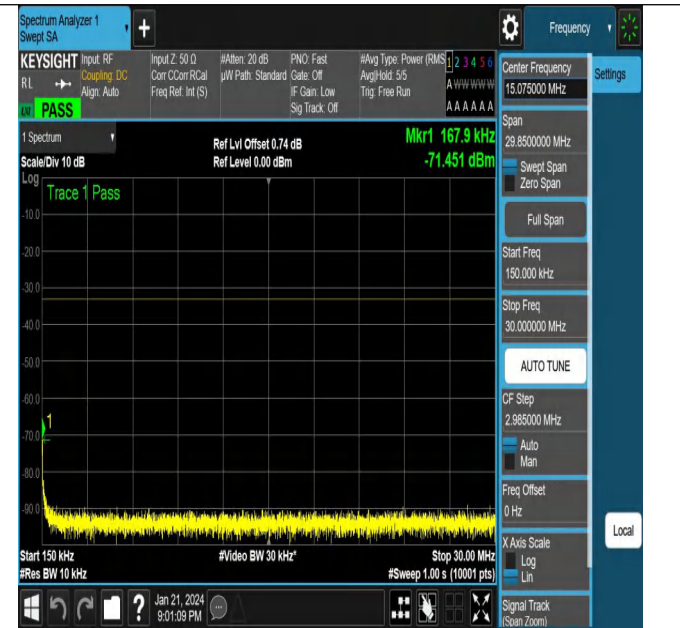 Spectrum Analyzer 1
Swept SA
+
Frequency
KEYSIGHT
RL
PASS
Input: RF
Coupling: DC
Align: Auto
Input Z: 50 Ω
Corr CCorr RCal
Freq Ref: Int (S)
#Atten: 20 dB
µW Path: Standard
PNO: Fast
Gate: Off
IF Gain: Low
Sig Track: Off
#Avg Type: Power (RMS
Avg|Hold: 5/5
Trig: Free Run
1 2 3 4 5 6
A W W W W W
A A A A A A
1 Spectrum
Scale/Div 10 dB
Ref Lvl Offset 0.74 dB
Ref Level 0.00 dBm
Mkr1 167.9 kHz
-71.451 dBm
Log
Trace 1 Pass
-10.0
-20.0
-30.0
-40.0
-50.0
-60.0
-70.0
-80.0
-90.0
1
Start 150 kHz
#Video BW 30 kHz*
Stop 30.00 MHz
#Res BW 10 kHz
#Sweep 1.00 s (10001 pts)
Center Frequency
15.075000 MHz
Settings
Span
29.8500000 MHz
Swept Span
Zero Span
Full Span
Start Freq
150.000 kHz
Stop Freq
30.000000 MHz
AUTO TUNE
CF Step
2.985000 MHz
Auto
Man
Freq Offset
0 Hz
X Axis Scale
Log
Lin
Local
Signal Track
(Span Zoom)
?
Jan 21, 2024
9:01:09 PM